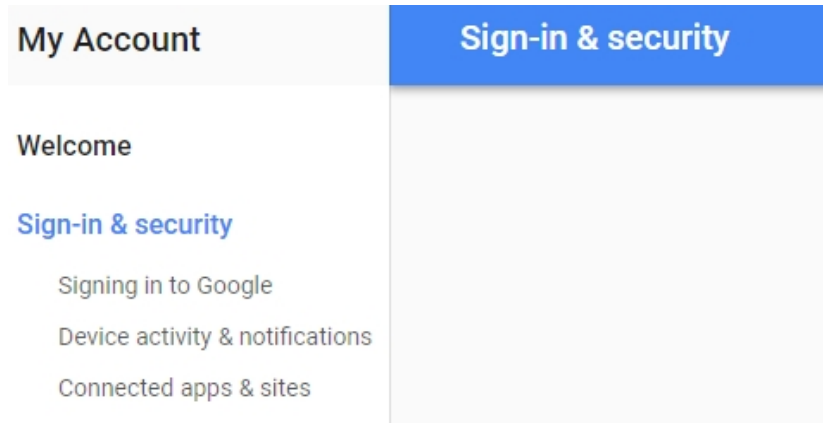 My Account
Sign-in & security
Welcome
Sign-in & security
Signing in to Google
Device activity & notifications
Connected apps & sites